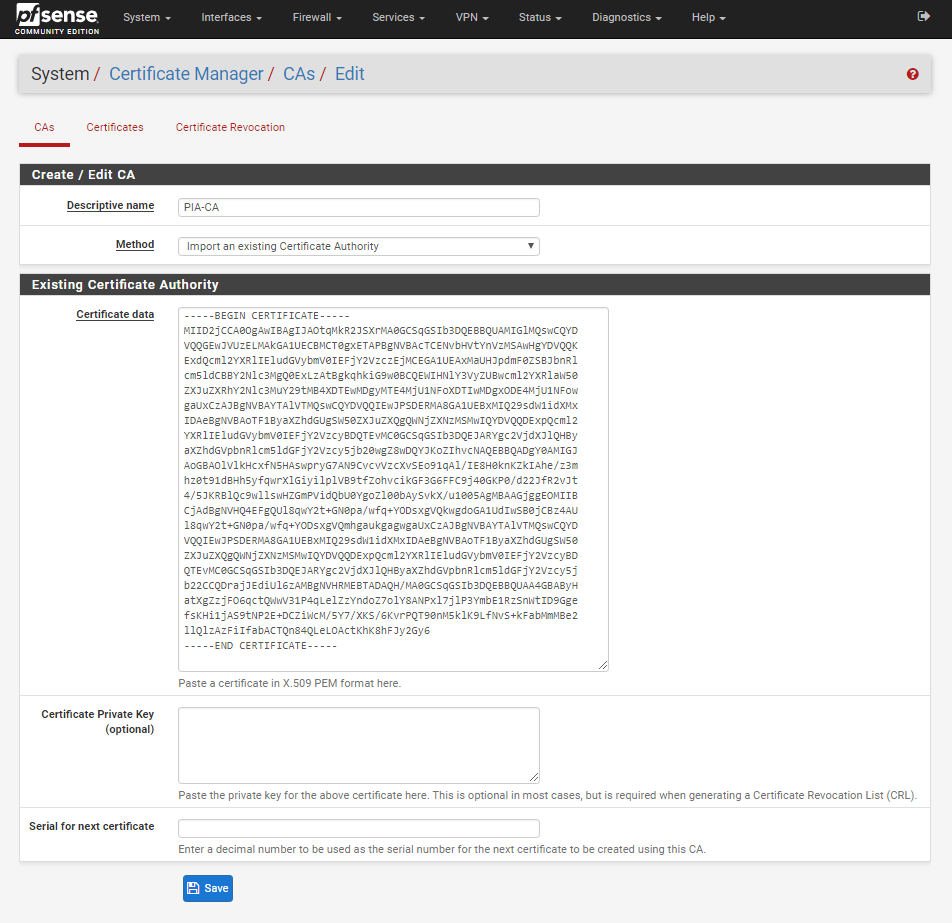 pfsense
COMMUNITY EDITION
System Interfaces Firewall Services VPN Status Diagnostics Help
System / Certificate Manager / CAs / Edit
CAs Certificates Certificate Revocation
Create / Edit CA
Descriptive name PIA-CA
Method Import an existing Certificate Authority
Existing Certificate Authority
Certificate data
-----BEGIN CERTIFICATE-----
MIID2jCCA0OgAwIBAgIJAOtqMkR2JSXrMA0GCSqGSIb3DQEBBQUAMIGlMQswCQYD
VQQGEwJVUzELMAkGA1UECBMCT0gxETAPBgNVBAcTCENvbHVtYnVzMSAwHgYDVQQK
ExdQcml2YXRlIEludGVybmV0IEFjY2VzczEjMCEGA1UEAxMaUHJpdmF0ZSBJbnRl
cm5ldCBBY2Nlc3MgQ0ExLzAtBgkqhkiG9w0BCQEWIHNlY3VyZUBwcml2YXRlaW50
ZXJuZXRhY2Nlc3MuY29tMB4XDTEwMDgyMTE4MjU1NFoXDTIwMDgxODE4MjU1NFow
gaUxCzAJBgNVBAYTAlVTMQswCQYDVQQIEwJPSDERMA8GA1UEBxMIQ29sdW1idXMx
IDAeBgNVBAoTF1ByaXZhdGUgSW50ZXJuZXQgQWNjZXNzMSMwIQYDVQQDExpQcml2
YXRlIEludGVybmV0IEFjY2VzcyBDQTEvMC0GCSqGSIb3DQEJARYgc2VjdXJlQHBy
aXZhdGVpbnRlcm5ldGFjY2Vzcy5jb20wgZ8wDQYJKoZIhvcNAQEBBQADgY0AMIGJ
AoGBAOlVlkHcxfN5HAswpryG7AN9CvcvVzcXvSEo91qAl/IE8H0knKZkIAhe/z3m
hz0t91dBHh5yfqwrXlGiyilplVB9tfZohvcikGF3G6FFC9j40GKP0/d22JfR2vJt
4/5JKRBlQc9wllswHZGmPVidQbU0YgoZl00bAySvkX/u1005AgMBAAGjggEOMIIB
CjAdBgNVHQ4EFgQUl8qwY2t+GN0pa/wfq+YODsxgVQkwgdoGA1UdIwSB0jCBz4AU
l8qwY2t+GN0pa/wfq+YODsxgVQmhgaukgagwgaUxCzAJBgNVBAYTAlVTMQswCQYD
VQQIEwJPSDERMA8GA1UEBxMIQ29sdW1idXMxIDAeBgNVBAoTF1ByaXZhdGUgSW50
ZXJuZXQgQWNjZXNzMSMwIQYDVQQDExpQcml2YXRlIEludGVybmV0IEFjY2VzcyBD
QTEvMC0GCSqGSIb3DQEJARYgc2VjdXJlQHByaXZhdGVpbnRlcm5ldGFjY2Vzcy5j
b22CCQDrajJEdiUl6zAMBgNVHRMEBTADAQH/MA0GCSqGSIb3DQEBBQUAA4GBAByH
atXgZzjFO6qctQWwV31P4qLelZzYndoZ7olY8ANPxl7jlP3YmbE1RzSnWtID9Gge
fsKHi1jAS9tNP2E+DCZiWcM/5Y7/XKS/6KvrPQT90nM5klK9LfNvS+kFabMmMBe2
llQlzAzFiIfabACTQn84QLeLOActKhK8hFJy2Gy6
-----END CERTIFICATE-----
Paste a certificate in X.509 PEM format here.
Certificate Private Key
(optional)
Paste the private key for the above certificate here. This is optional in most cases, but is required when generating a Certificate Revocation List (CRL).
Serial for next certificate
Enter a decimal number to be used as the serial number for the next certificate to be created using this CA.
Save